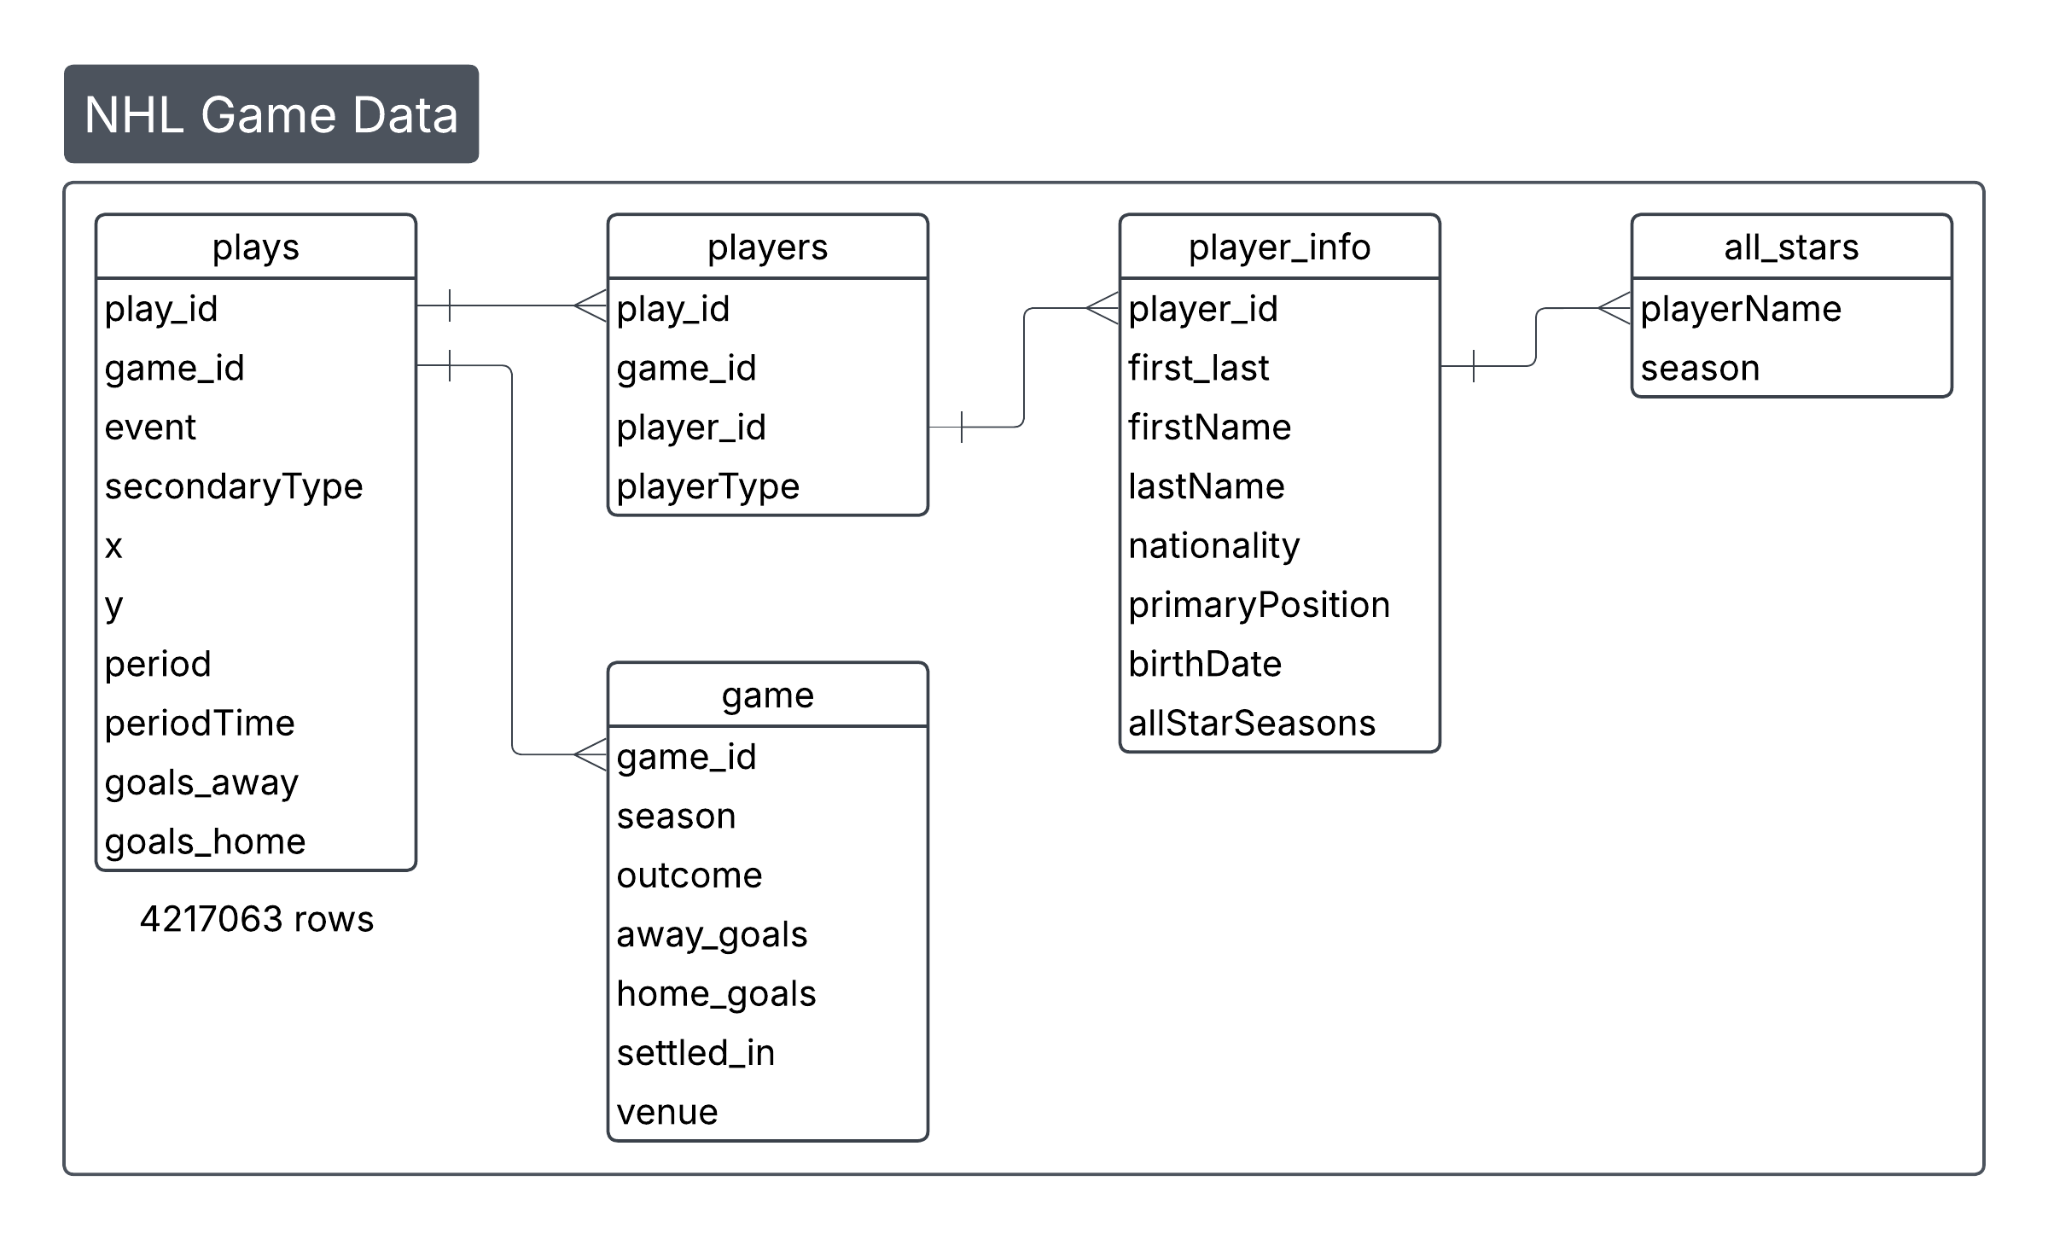 NHL Game Data
plays
play_id
game_id
event
secondaryType
x
y
period
periodTime
goals_away
goals_home
4217063 rows
players
play_id
game_id
player_id
playerType
game
game_id
season
outcome
away_goals
home_goals
settled_in
venue
player_info
player_id
first_last
firstName
lastName
nationality
primaryPosition
birthDate
allStarSeasons
all_stars
playerName
season